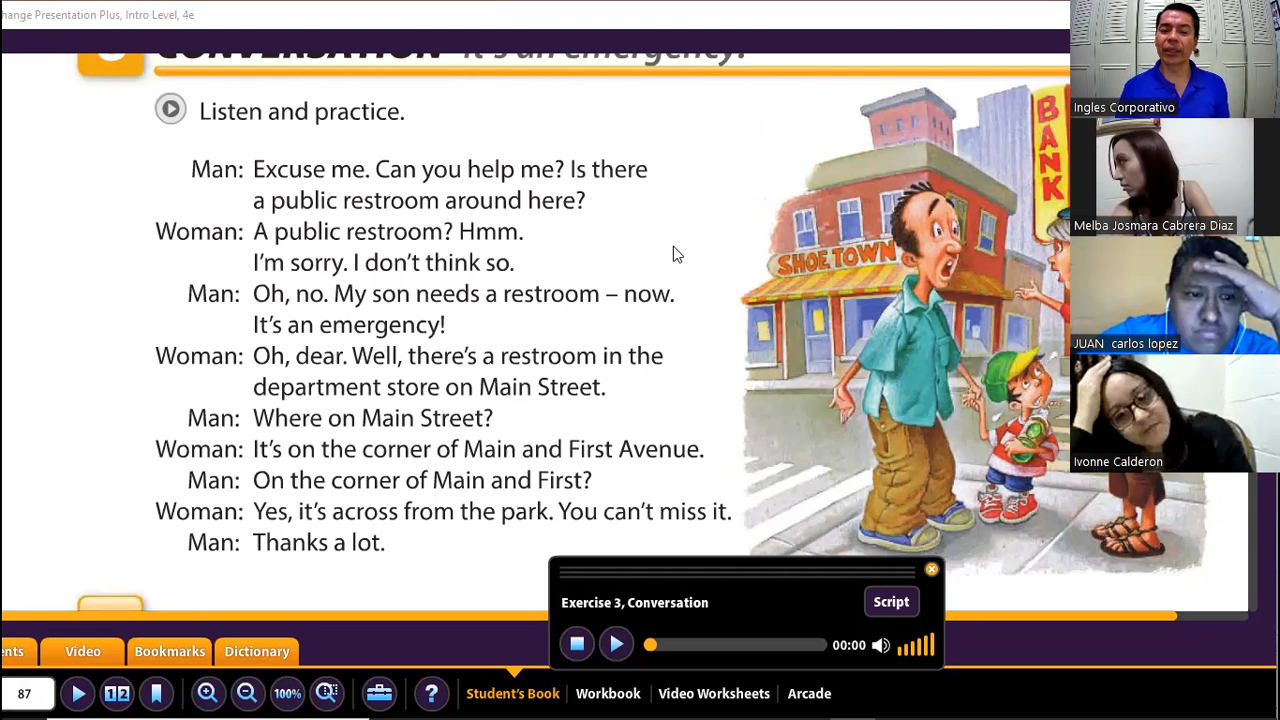 hange Presentation Plus, Intro Level, 4e
CONVERSATION It's an emergency!
Listen and practice.
Man: Excuse me. Can you help me? Is there
a public restroom around here?
Woman: A public restroom? Hmm.
I'm sorry. I don't think so.
Man: Oh, no. My son needs a restroom – now.
It's an emergency!
Woman: Oh, dear. Well, there's a restroom in the
department store on Main Street.
Man: Where on Main Street?
Woman: It's on the corner of Main and First Avenue.
Man: On the corner of Main and First?
Woman: Yes, it's across from the park. You can't miss it.
Man: Thanks a lot.
SHOE TOWN
BANK
Ingles Corporativo
Melba Josmara Cabrera Diaz
JUAN carlos lopez
Ivonne Calderon
Exercise 3, Conversation
Script
00:00
ents
Video
Bookmarks
Dictionary
87
1 2
100%
?
Student's Book
Workbook
Video Worksheets
Arcade